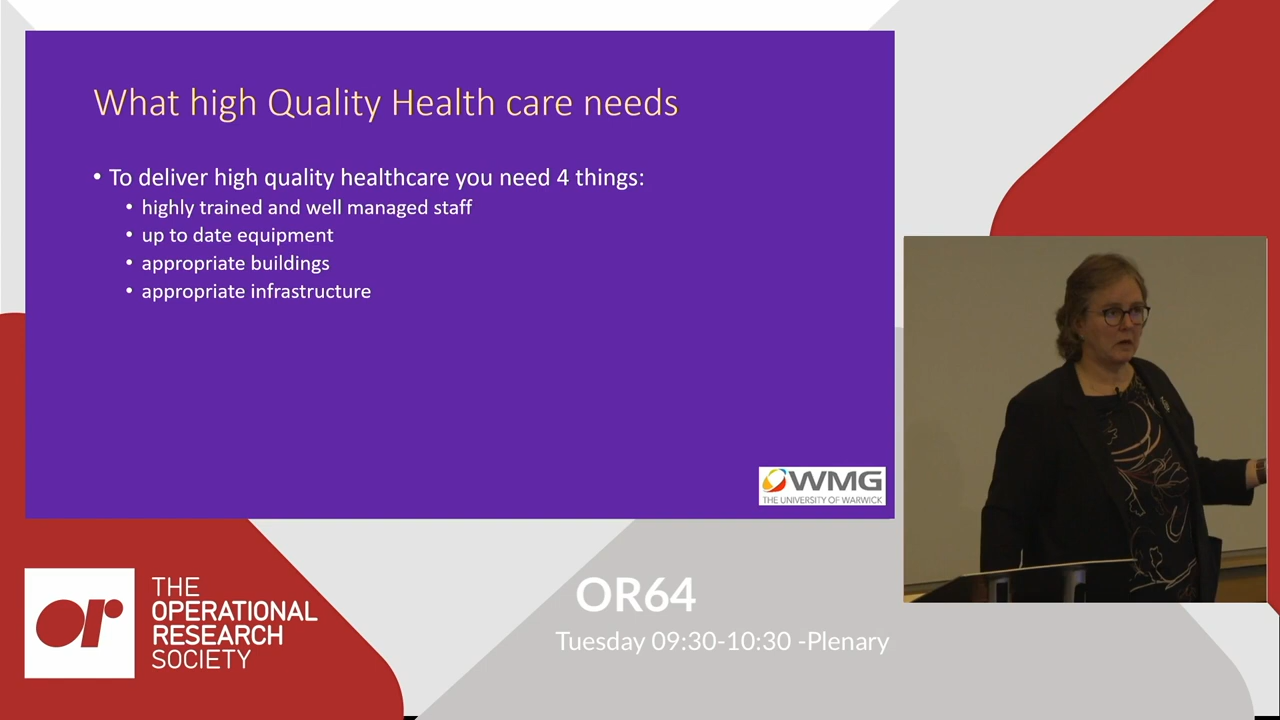 What high Quality Health care needs
• To deliver high quality healthcare you need 4 things:
• highly trained and well managed staff
• up to date equipment
• appropriate buildings
• appropriate infrastructure
WMG
THE UNIVERSITY OF WARWICK
or
THE
OPERATIONAL
RESEARCH
SOCIETY
OR64
Tuesday 09:30-10:30 -Plenary